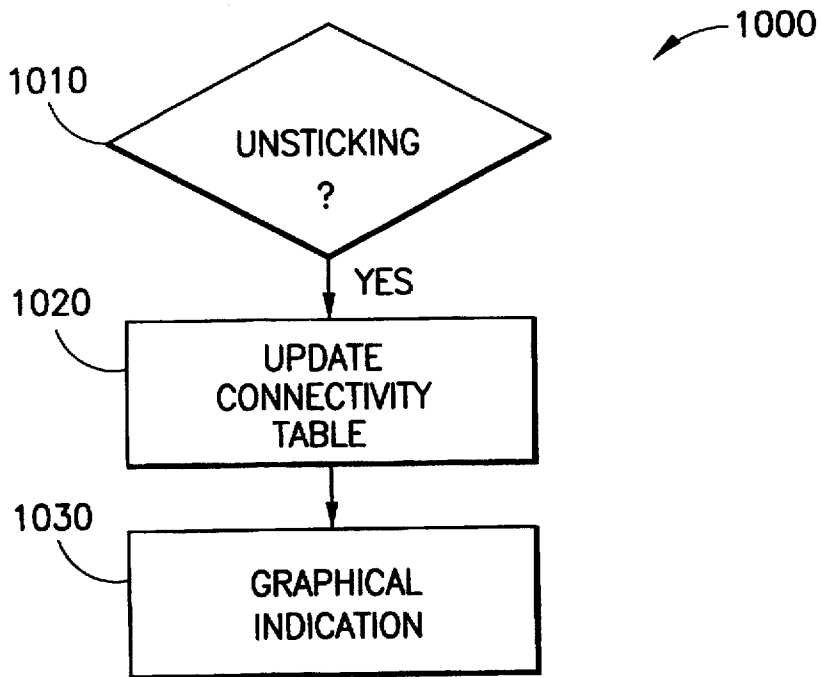 1000
1010
UNSTICKING
?
YES
1020
UPDATE
CONNECTIVITY
TABLE
1030
GRAPHICAL
INDICATION